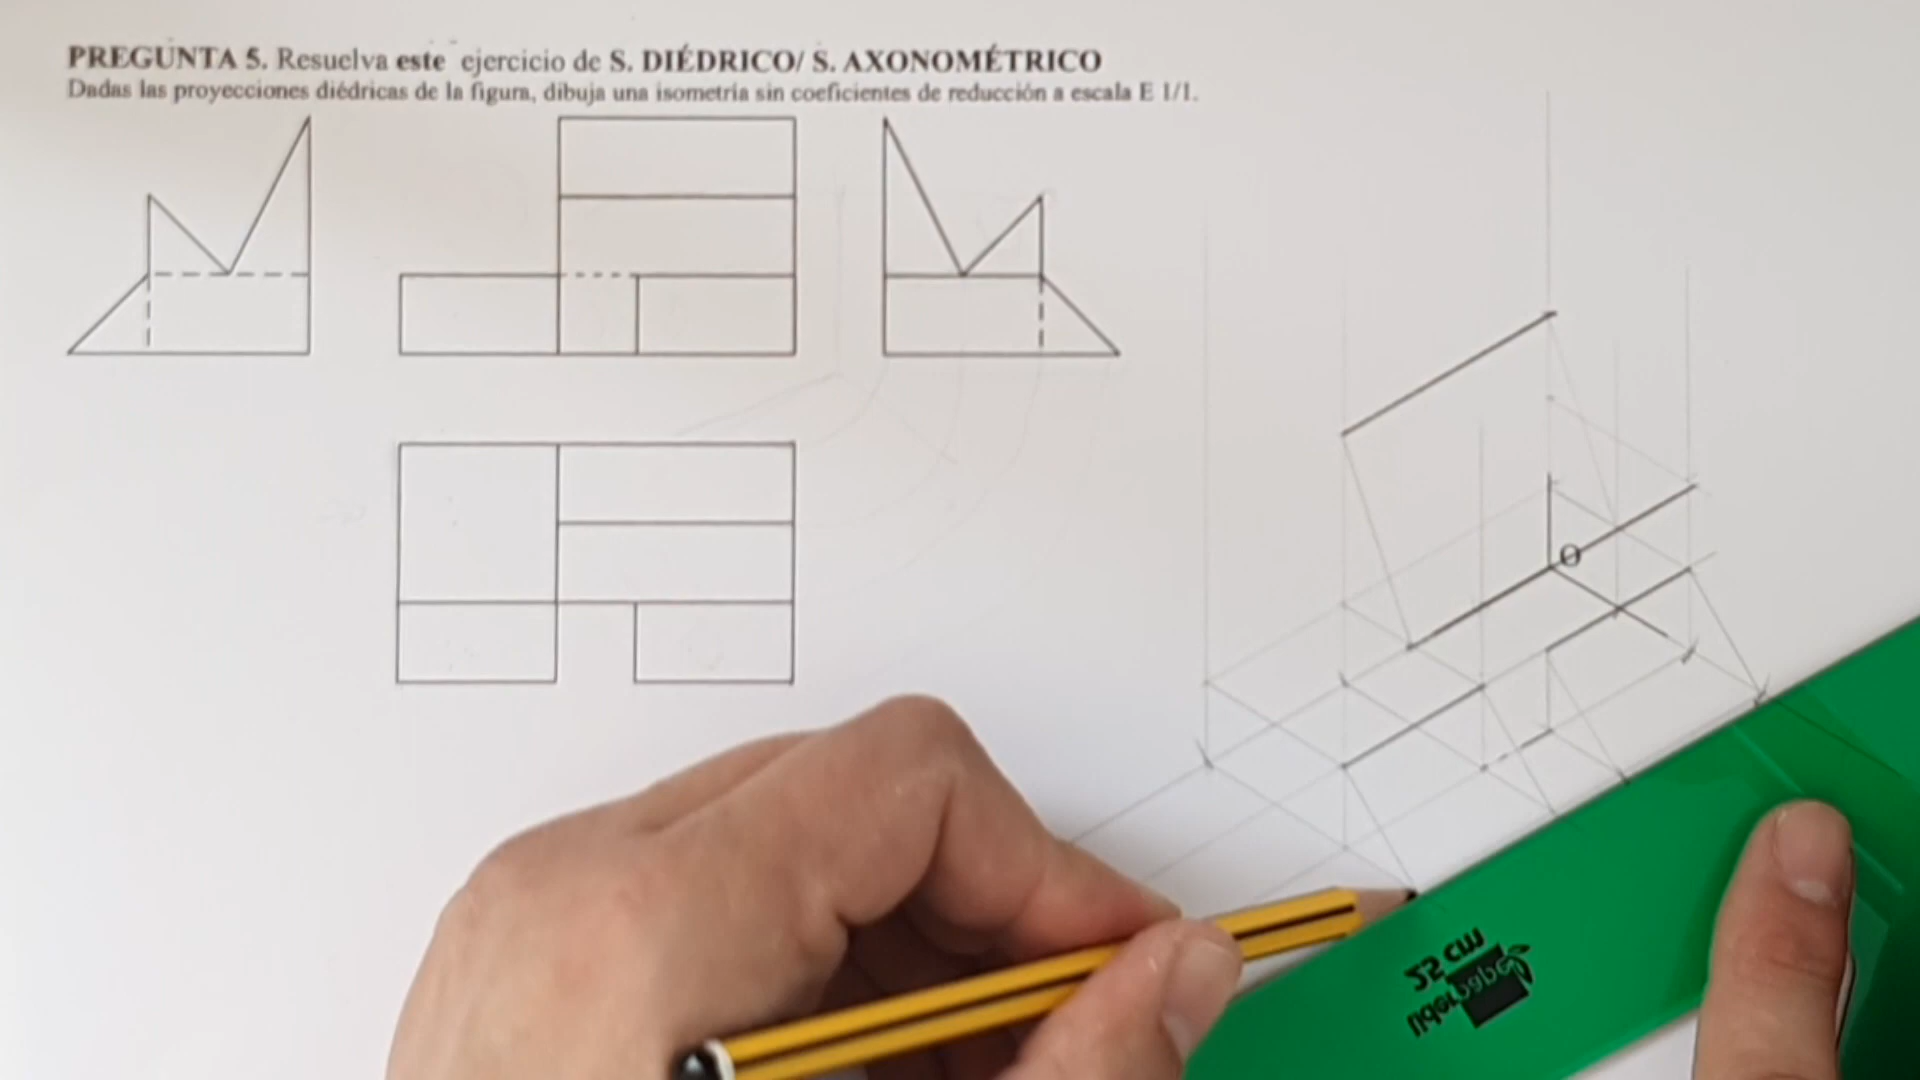 PREGUNTA 5. Resuelva este ejercicio de S. DIÉDRICO/ S. AXONOMÉTRICO
Dadas las proyecciones diédricas de la figura, dibuja una isometría sin coeficientes de reducción a escala E 1/1.
O
25 CM